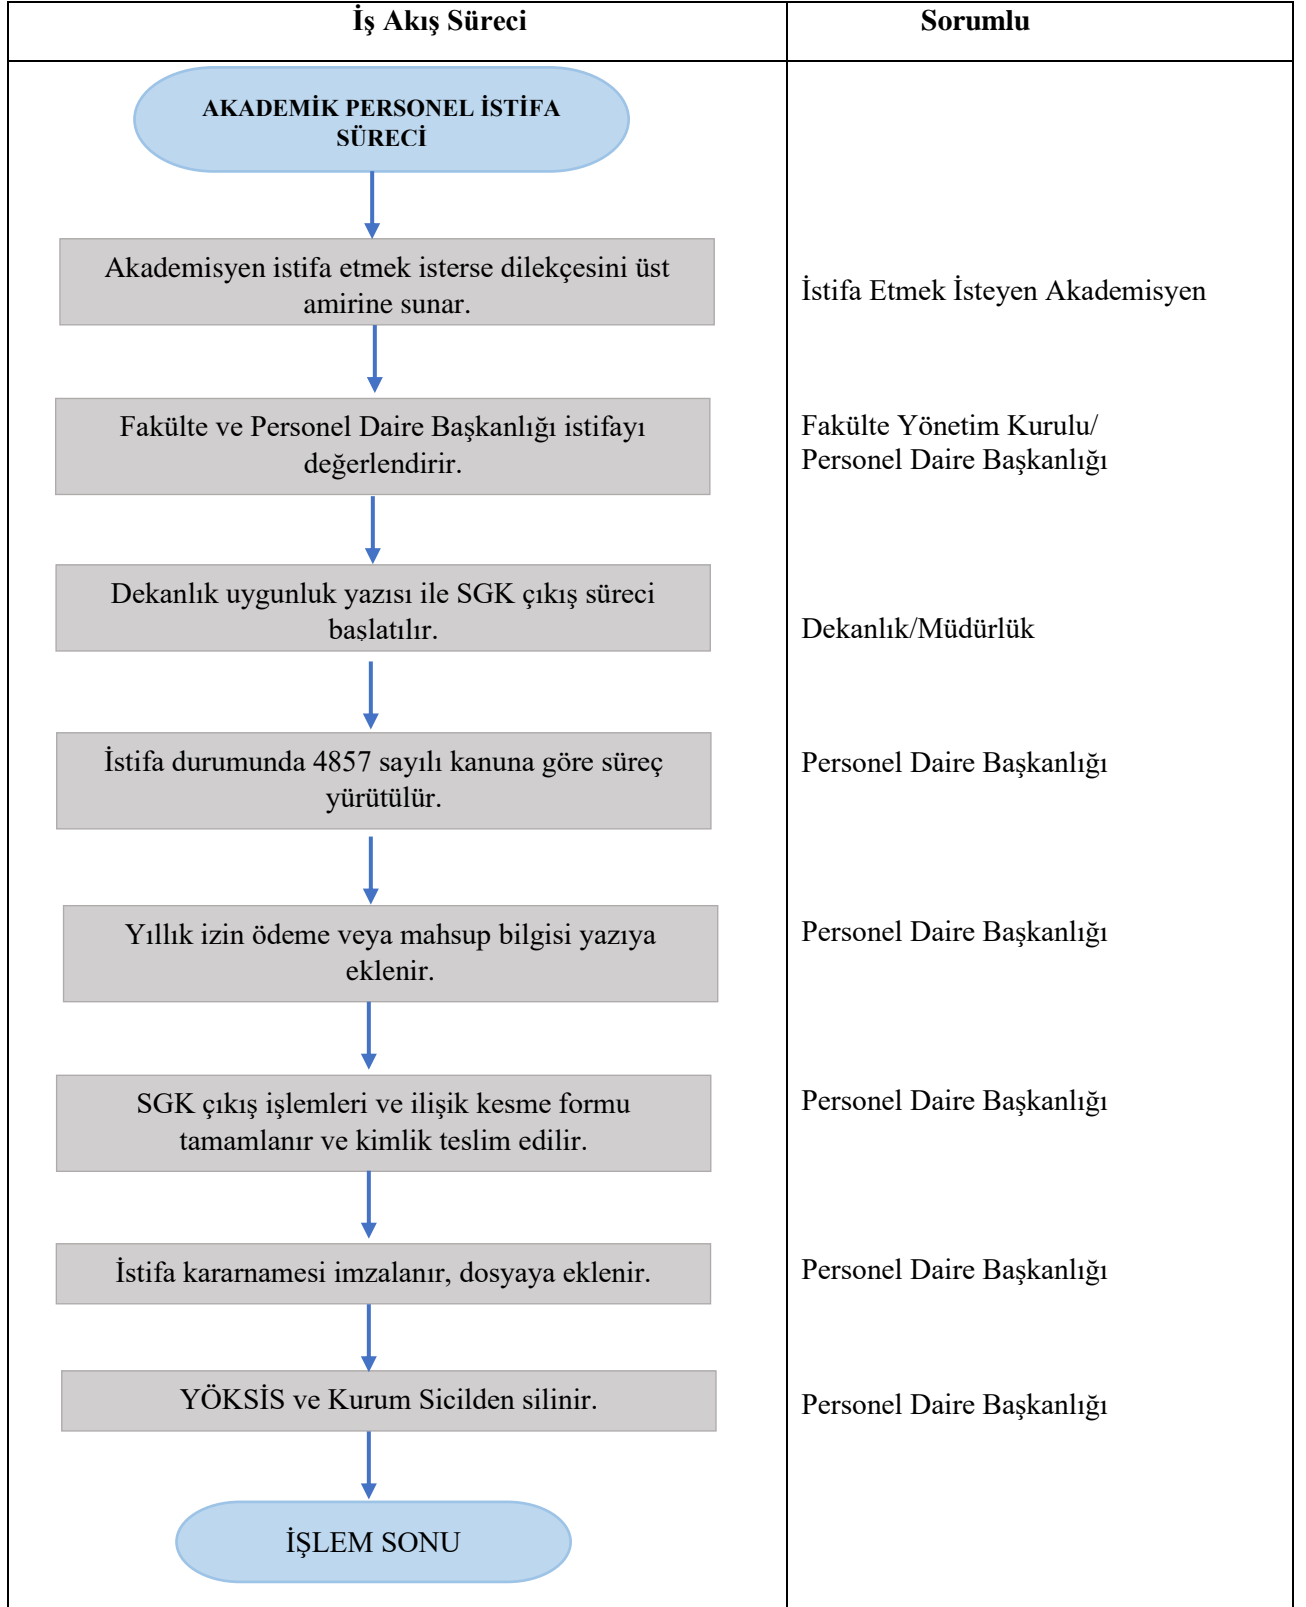 İş Akış Süreci
Sorumlu
AKADEMİK PERSONEL İSTİFA
SÜRECİ
Akademisyen istifa etmek isterse dilekçesini üst
amirine sunar.
İstifa Etmek İsteyen Akademisyen
Fakülte ve Personel Daire Başkanlığı istifayı
değerlendirir.
Fakülte Yönetim Kurulu/
Personel Daire Başkanlığı
Dekanlık uygunluk yazısı ile SGK çıkış süreci
başlatılır.
Dekanlık/Müdürlük
İstifa durumunda 4857 sayılı kanuna göre süreç
yürütülür.
Personel Daire Başkanlığı
Yıllık izin ödeme veya mahsup bilgisi yazıya
eklenir.
Personel Daire Başkanlığı
SGK çıkış işlemleri ve ilişik kesme formu
tamamlanır ve kimlik teslim edilir.
Personel Daire Başkanlığı
İstifa kararnamesi imzalanır, dosyaya eklenir.
Personel Daire Başkanlığı
YÖKSİS ve Kurum Sicilden silinir.
Personel Daire Başkanlığı
İŞLEM SONU